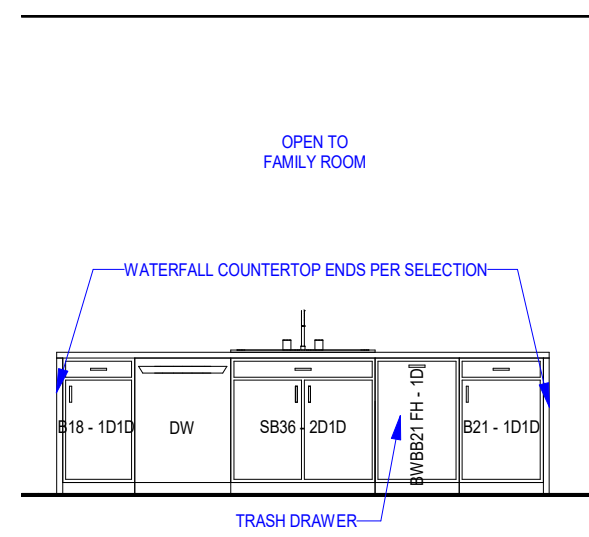 OPEN TO
FAMILY ROOM
WATERFALL COUNTERTOP ENDS PER SELECTION
B18 - 1D1D
DW
SB36 - 2D1D
BWBB21 FH - 1D
B21 - 1D1D
TRASH DRAWER